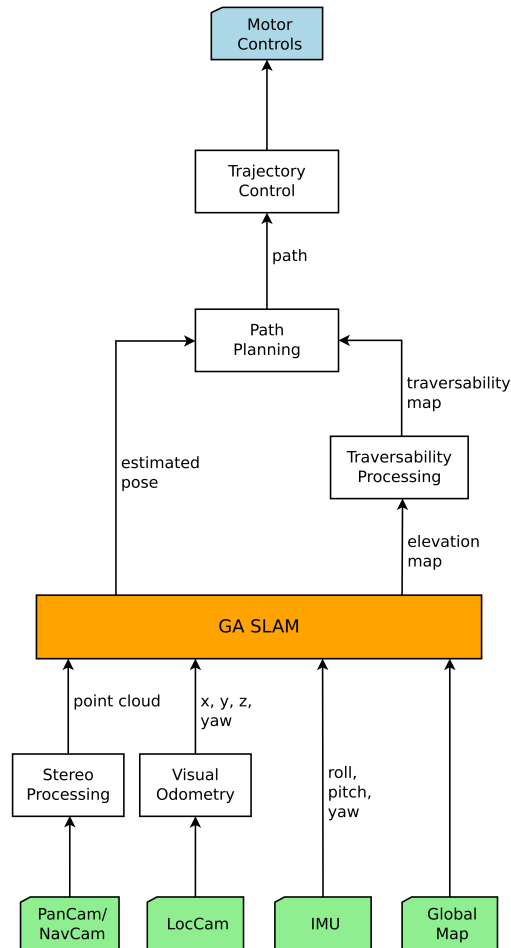 Motor
Controls
Trajectory
Control
path
Path
Planning
traversability
map
Traversability
Processing
estimated
pose
elevation
map
GA SLAM
point cloud
x, y, z,
yaw
Stereo
Processing
Visual
Odometry
roll,
pitch,
yaw
PanCam/
NavCam
LocCam
IMU
Global
Map